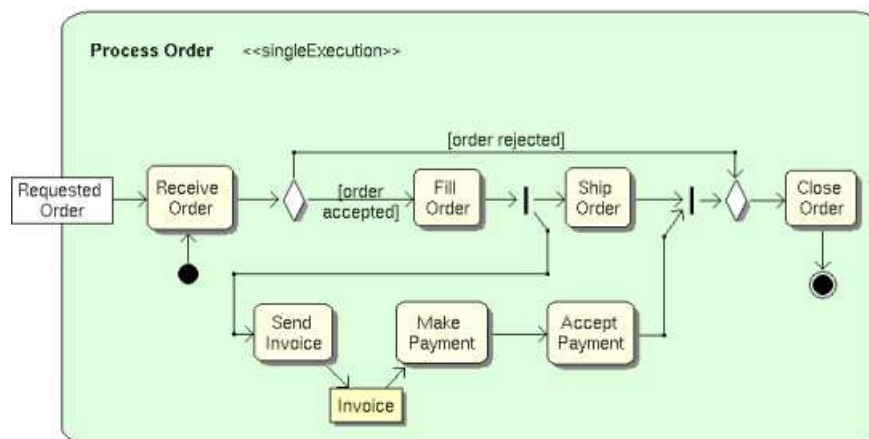 Process Order <<singleExecution>>
[order rejected]
Requested
Order
Receive
Order
[order
accepted]
Fill
Order
Ship
Order
Close
Order
Send
Invoice
Make
Payment
Accept
Payment
Invoice